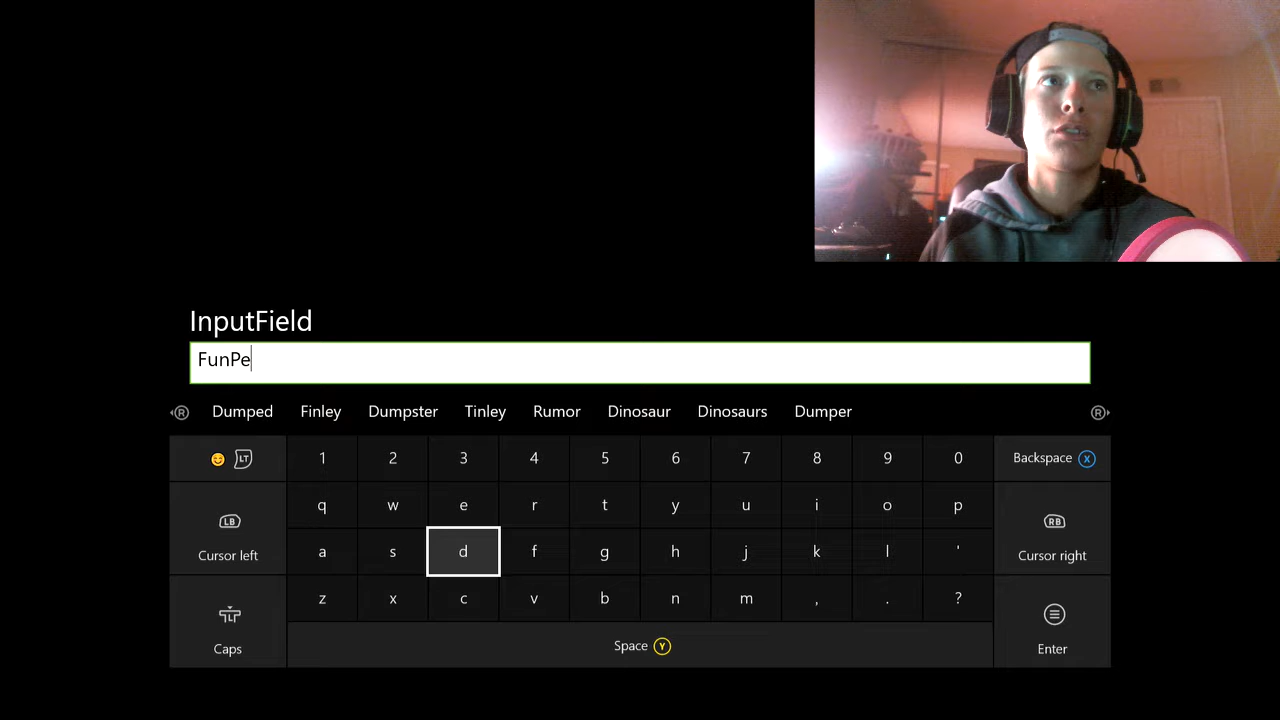 InputField
FunPe
R Dumped Finley Dumpster Tinley Rumor Dinosaur Dinosaurs Dumper R
LT 1 2 3 4 5 6 7 8 9 0 Backspace X
q w e r t y u i o p
LB RB
Cursor left a s d f g h j k l ' Cursor right
z x c v b n m , . ?
LT
Caps Space Y Enter